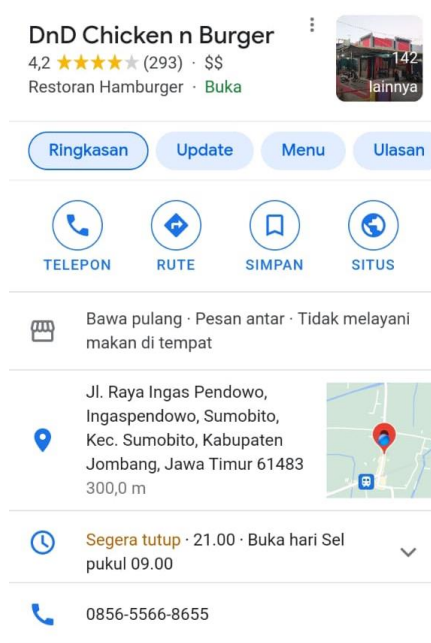 DnD Chicken n Burger
4,2 (293) · $$
Restoran Hamburger · Buka
142
lainnya
Ringkasan
Update
Menu
Ulasan
TELEPON
RUTE
SIMPAN
SITUS
Bawa pulang · Pesan antar · Tidak melayani
makan di tempat
Jl. Raya Ingas Pendowo,
Ingaspendowo, Sumobito,
Kec. Sumobito, Kabupaten
Jombang, Jawa Timur 61483
300,0 m
Segera tutup · 21.00 · Buka hari Sel
pukul 09.00
0856-5566-8655